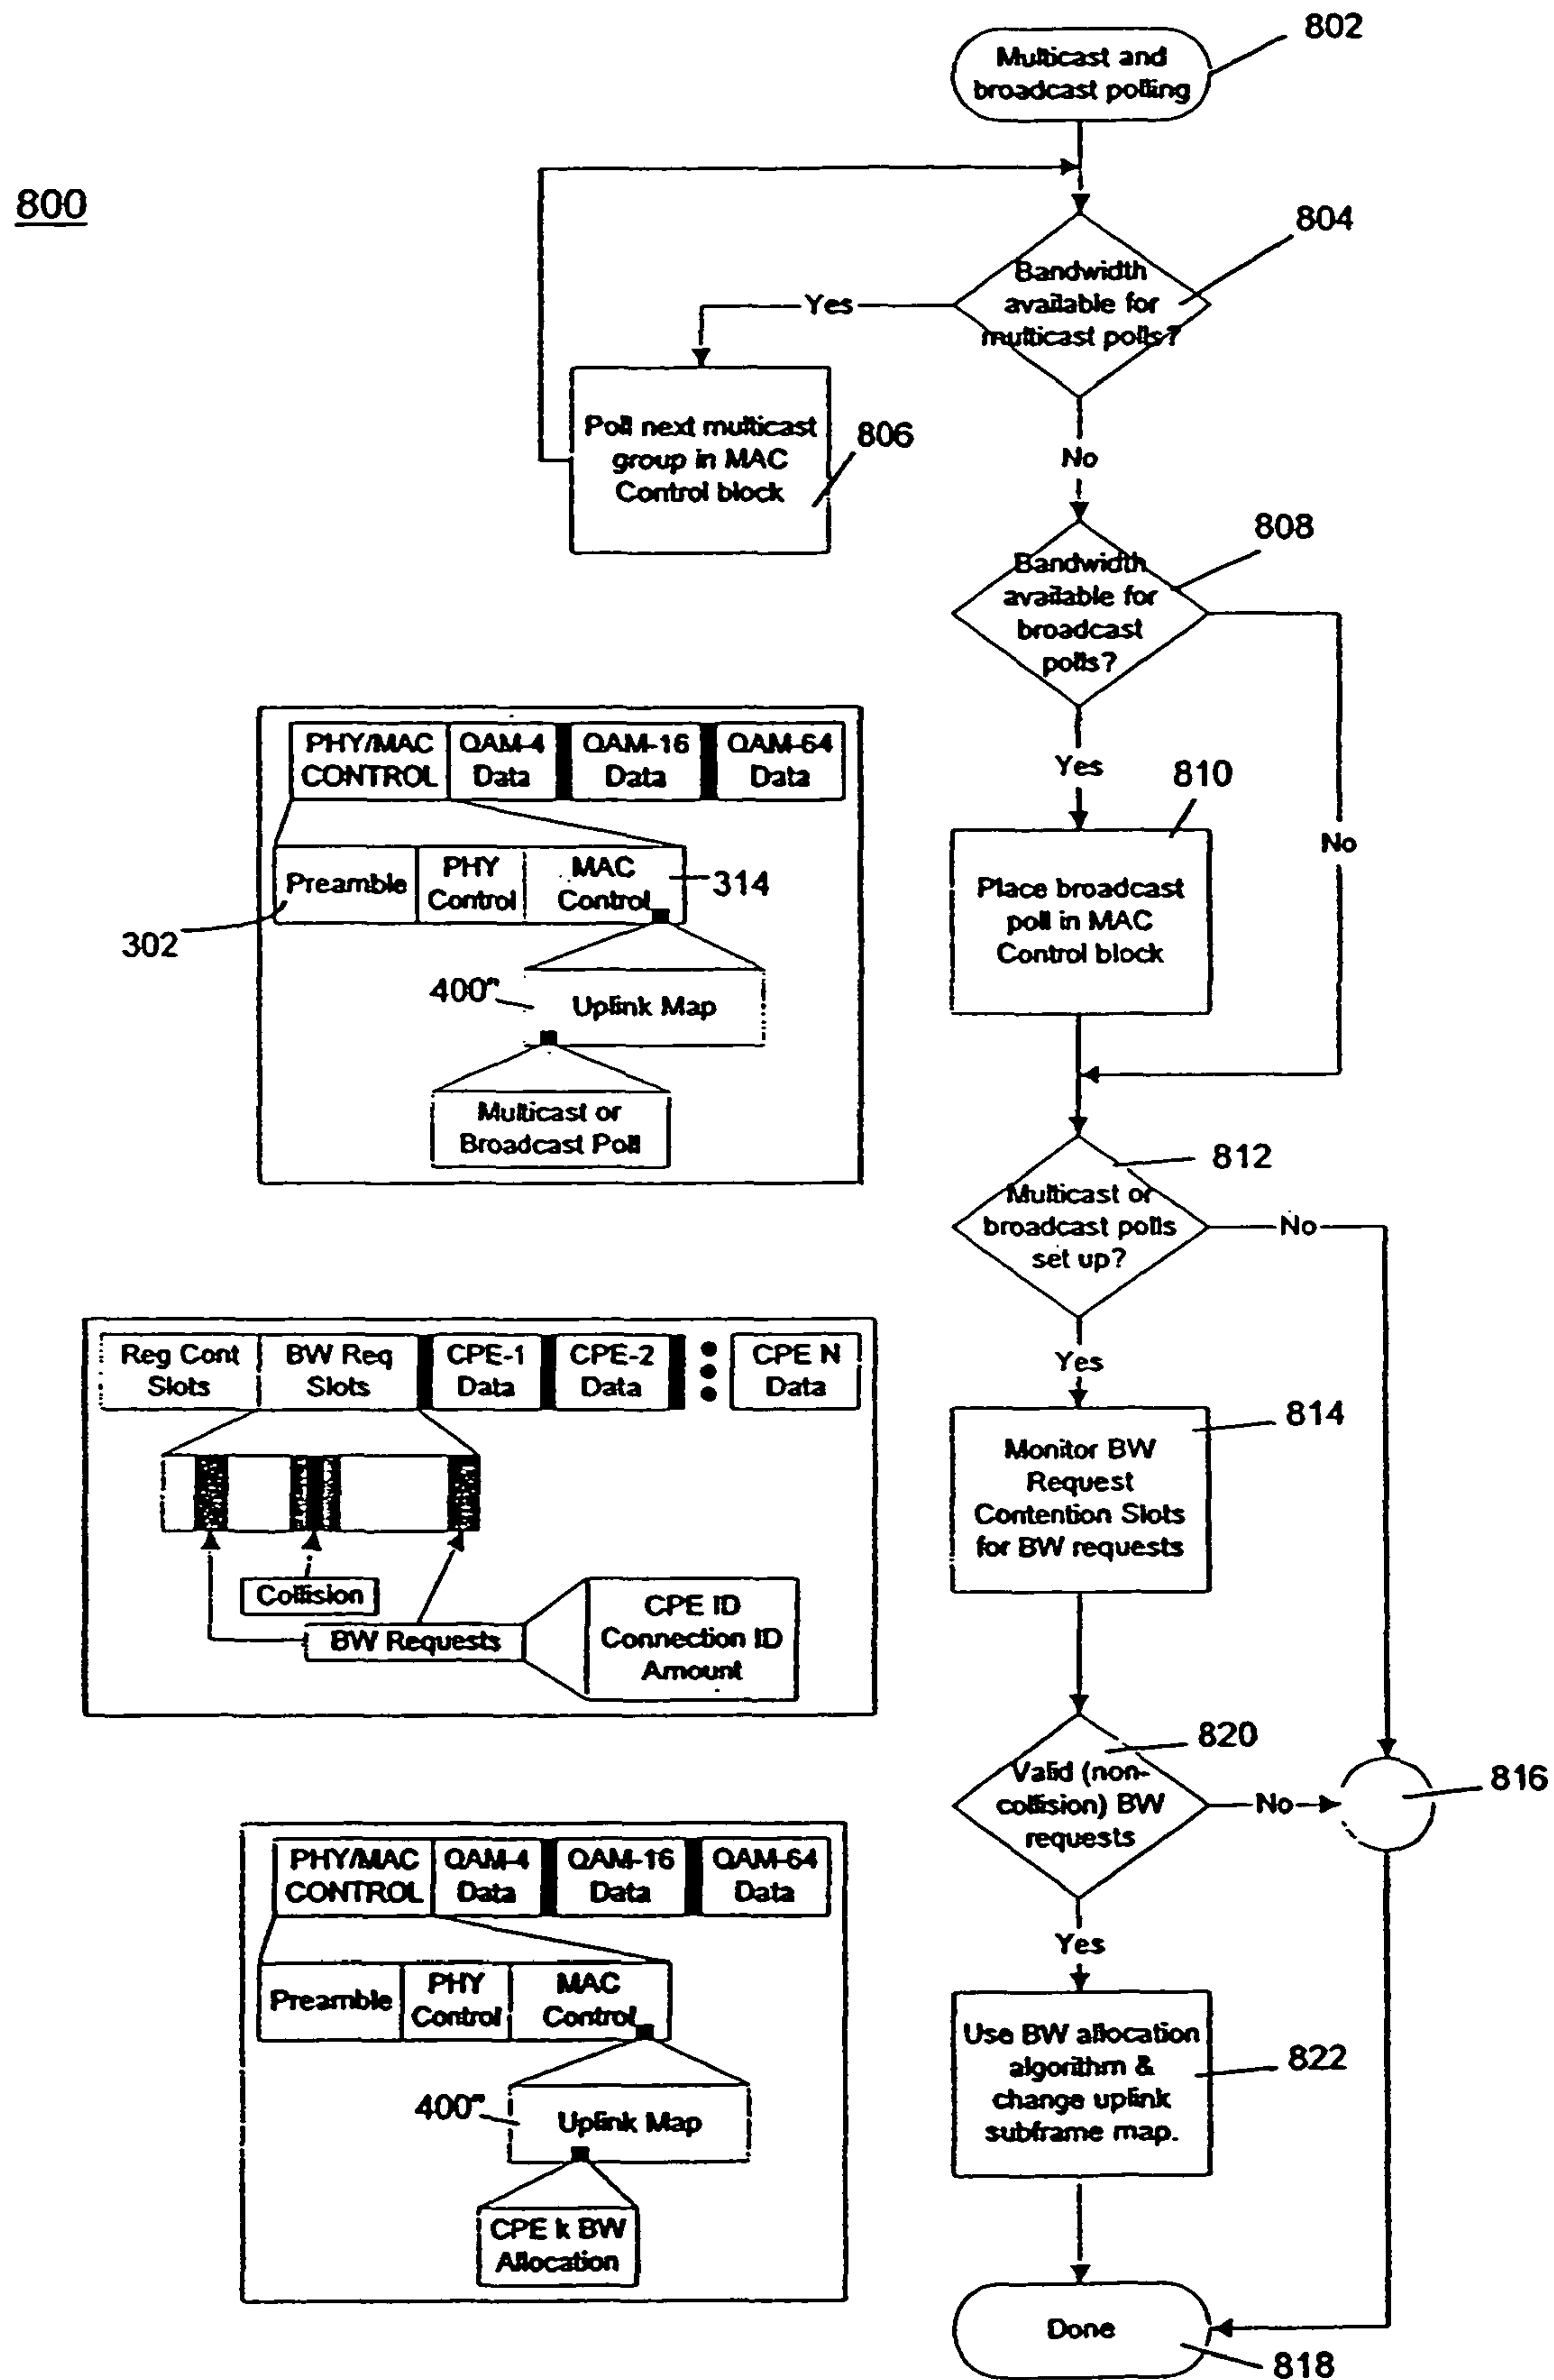 800
802
Multicast and
broadcast polling
804
Bandwidth
available for
multicast polls?
Yes
No
Poll next multicast
group in MAC
Control block
806
808
Bandwidth
available for
broadcast
polls?
Yes
No
810
Place broadcast
poll in MAC
Control block
PHY/MAC
CONTROL
QAM-4
Data
QAM-16
Data
QAM-64
Data
Preamble
PHY
Control
MAC
Control
314
302
400"
Uplink Map
Multicast or
Broadcast Poll
812
Multicast or
broadcast polls
set up?
No
Yes
814
Monitor BW
Request
Contention Slots
for BW requests
Reg Cont
Slots
BW Req
Slots
CPE-1
Data
CPE-2
Data
CPE N
Data
Collision
BW Requests
CPE ID
Connection ID
Amount
820
Valid (non-
collision) BW
requests
No
816
Yes
PHY/MAC
CONTROL
QAM-4
Data
QAM-16
Data
QAM-64
Data
Preamble
PHY
Control
MAC
Control
400"'
Uplink Map
CPE k BW
Allocation
Use BW allocation
algorithm &
change uplink
subframe map.
822
Done
818